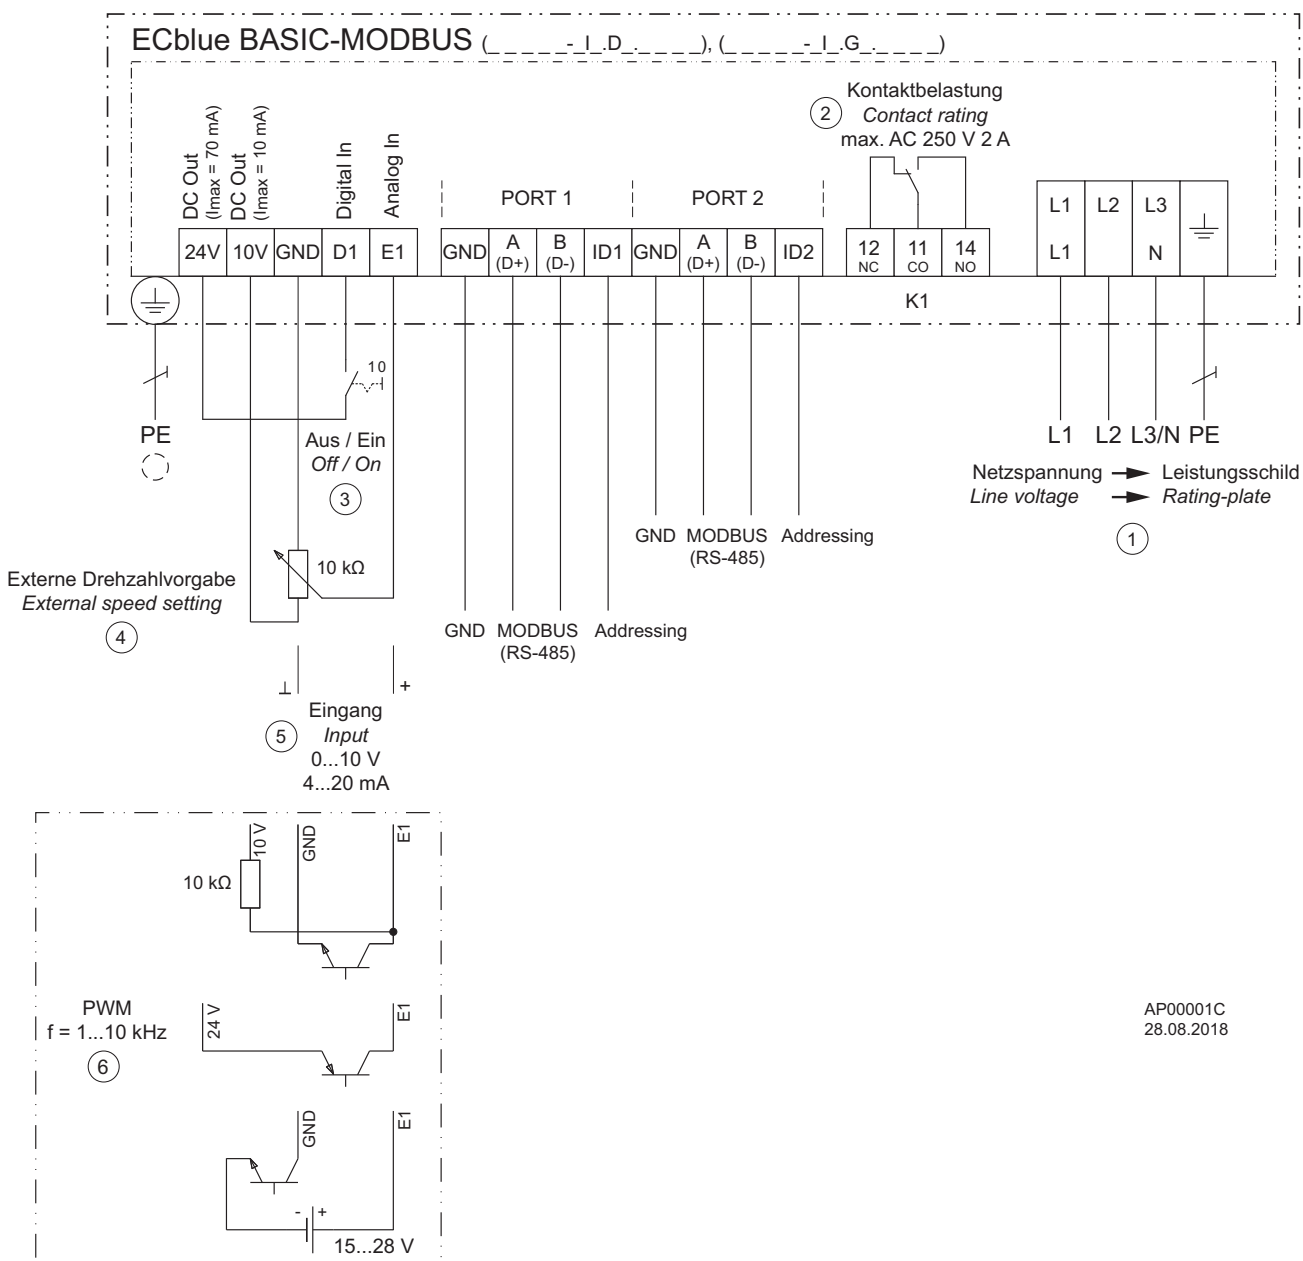 ECblue BASIC-MODBUS (_ _ _ _ _-_I_.D_._ _ _ _), (_ _ _ _ _-_I_.G_._ _ _ _)
Kontaktbelastung
2 Contact rating
max. AC 250 V 2 A
DC Out
(Imax = 70 mA)
DC Out
(Imax = 10 mA)
Digital In
Analog In
PORT 1
PORT 2
24V 10V GND D1 E1
GND A (D+) B (D-) ID1
GND A (D+) B (D-) ID2
12 NC 11 CO 14 NO
K1
L1 L2 L3
L1 N
PE
10
Aus / Ein
Off / On
3
L1 L2 L3/N PE
Netzspannung Leistungsschild
Line voltage Rating-plate
1
GND MODBUS Addressing
(RS-485)
10 kΩ
Externe Drehzahlvorgabe
External speed setting
4
GND MODBUS Addressing
(RS-485)
⊥ +
Eingang
5 Input
0...10 V
4...20 mA
10 V
GND
E1
10 kΩ
PWM
f = 1...10 kHz
6
24 V
E1
GND
E1
- +
15...28 V
AP00001C
28.08.2018